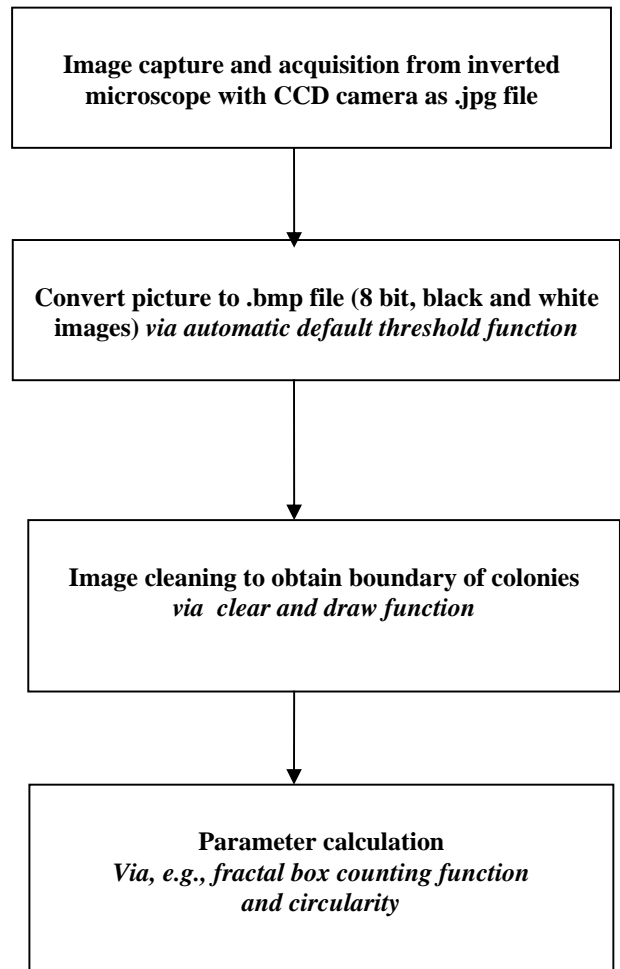 Image capture and acquisition from inverted
microscope with CCD camera as .jpg file
Convert picture to .bmp file (8 bit, black and white
images) via automatic default threshold function
Image cleaning to obtain boundary of colonies
via clear and draw function
Parameter calculation
Via, e.g., fractal box counting function
and circularity